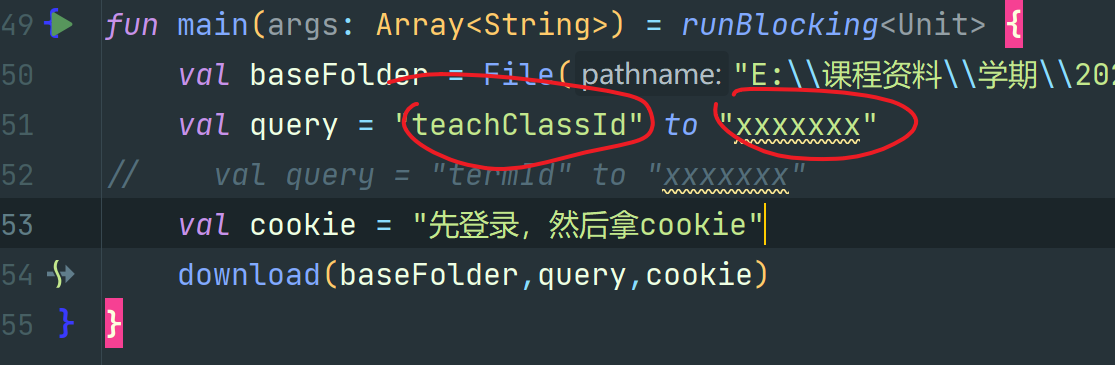 49 fun main(args: Array<String>) = runBlocking<Unit> {
50 val baseFolder = File( pathname: "E:\\课程资料\\学期\\202
51 val query = "teachClassId" to "xxxxxxx"
52 // val query = "termId" to "xxxxxxx"
53 val cookie = "先登录，然后拿cookie"
54 download(baseFolder,query,cookie)
55 }